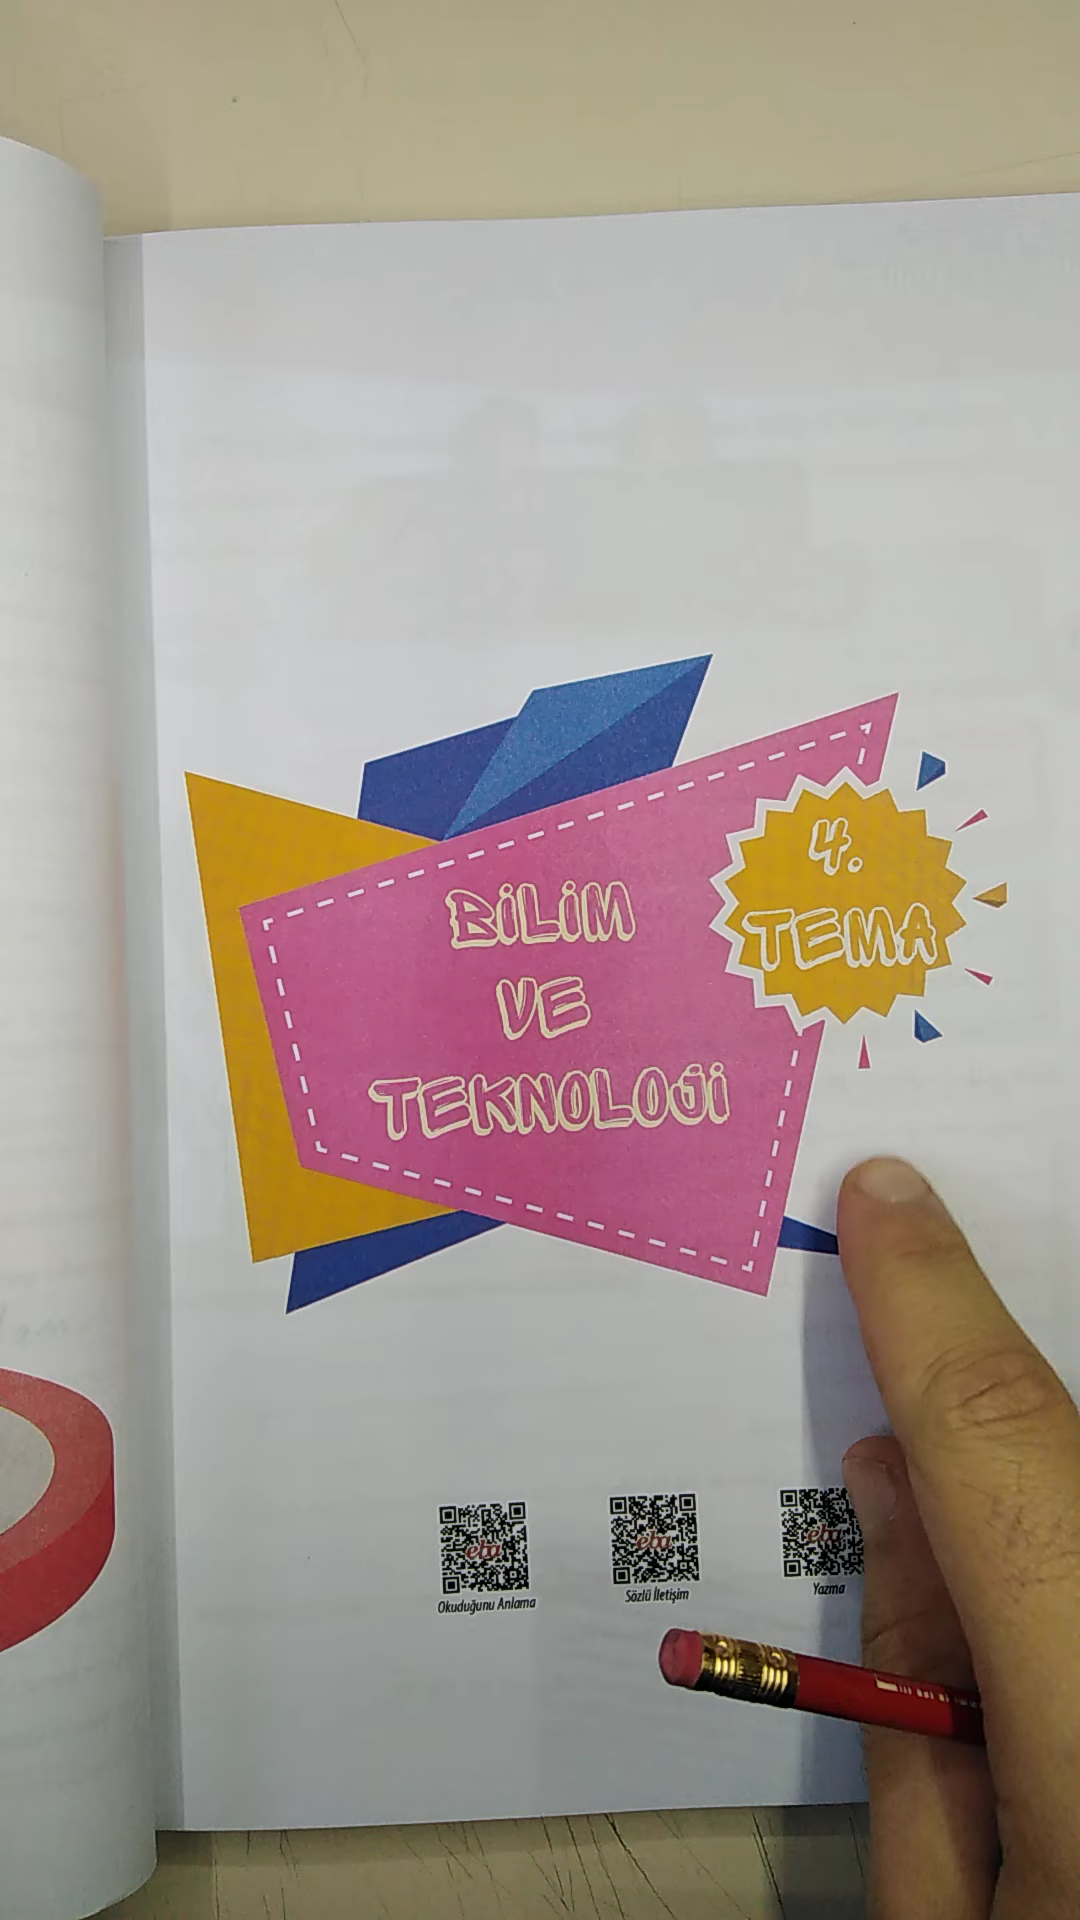 4.
TEMA
BİLİM
VE
TEKNOLOJİ
eba
eba
eba
Okuduğunu Anlama
Sözlü İletişim
Yazma